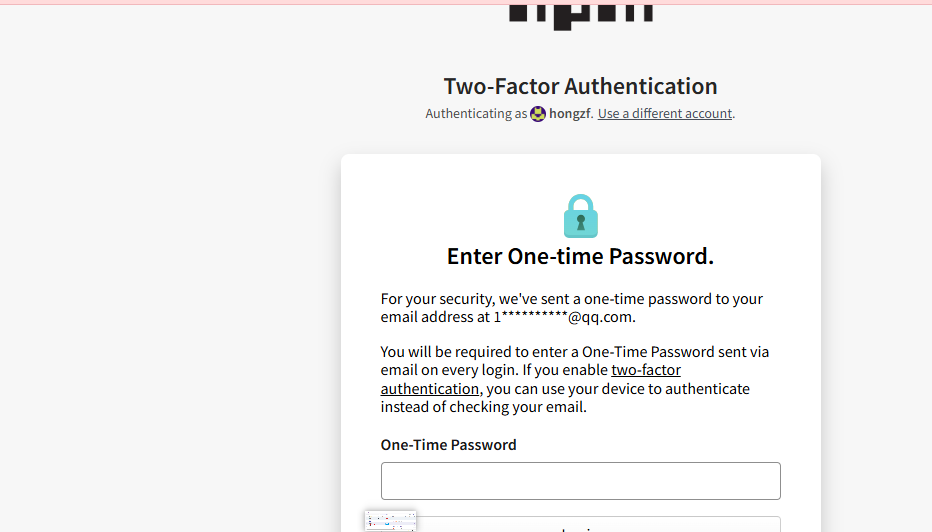 Two-Factor Authentication
Authenticating as hongzf. Use a different account.
Enter One-time Password.
For your security, we've sent a one-time password to your
email address at 1**********@qq.com.
You will be required to enter a One-Time Password sent via
email on every login. If you enable two-factor
authentication, you can use your device to authenticate
instead of checking your email.
One-Time Password